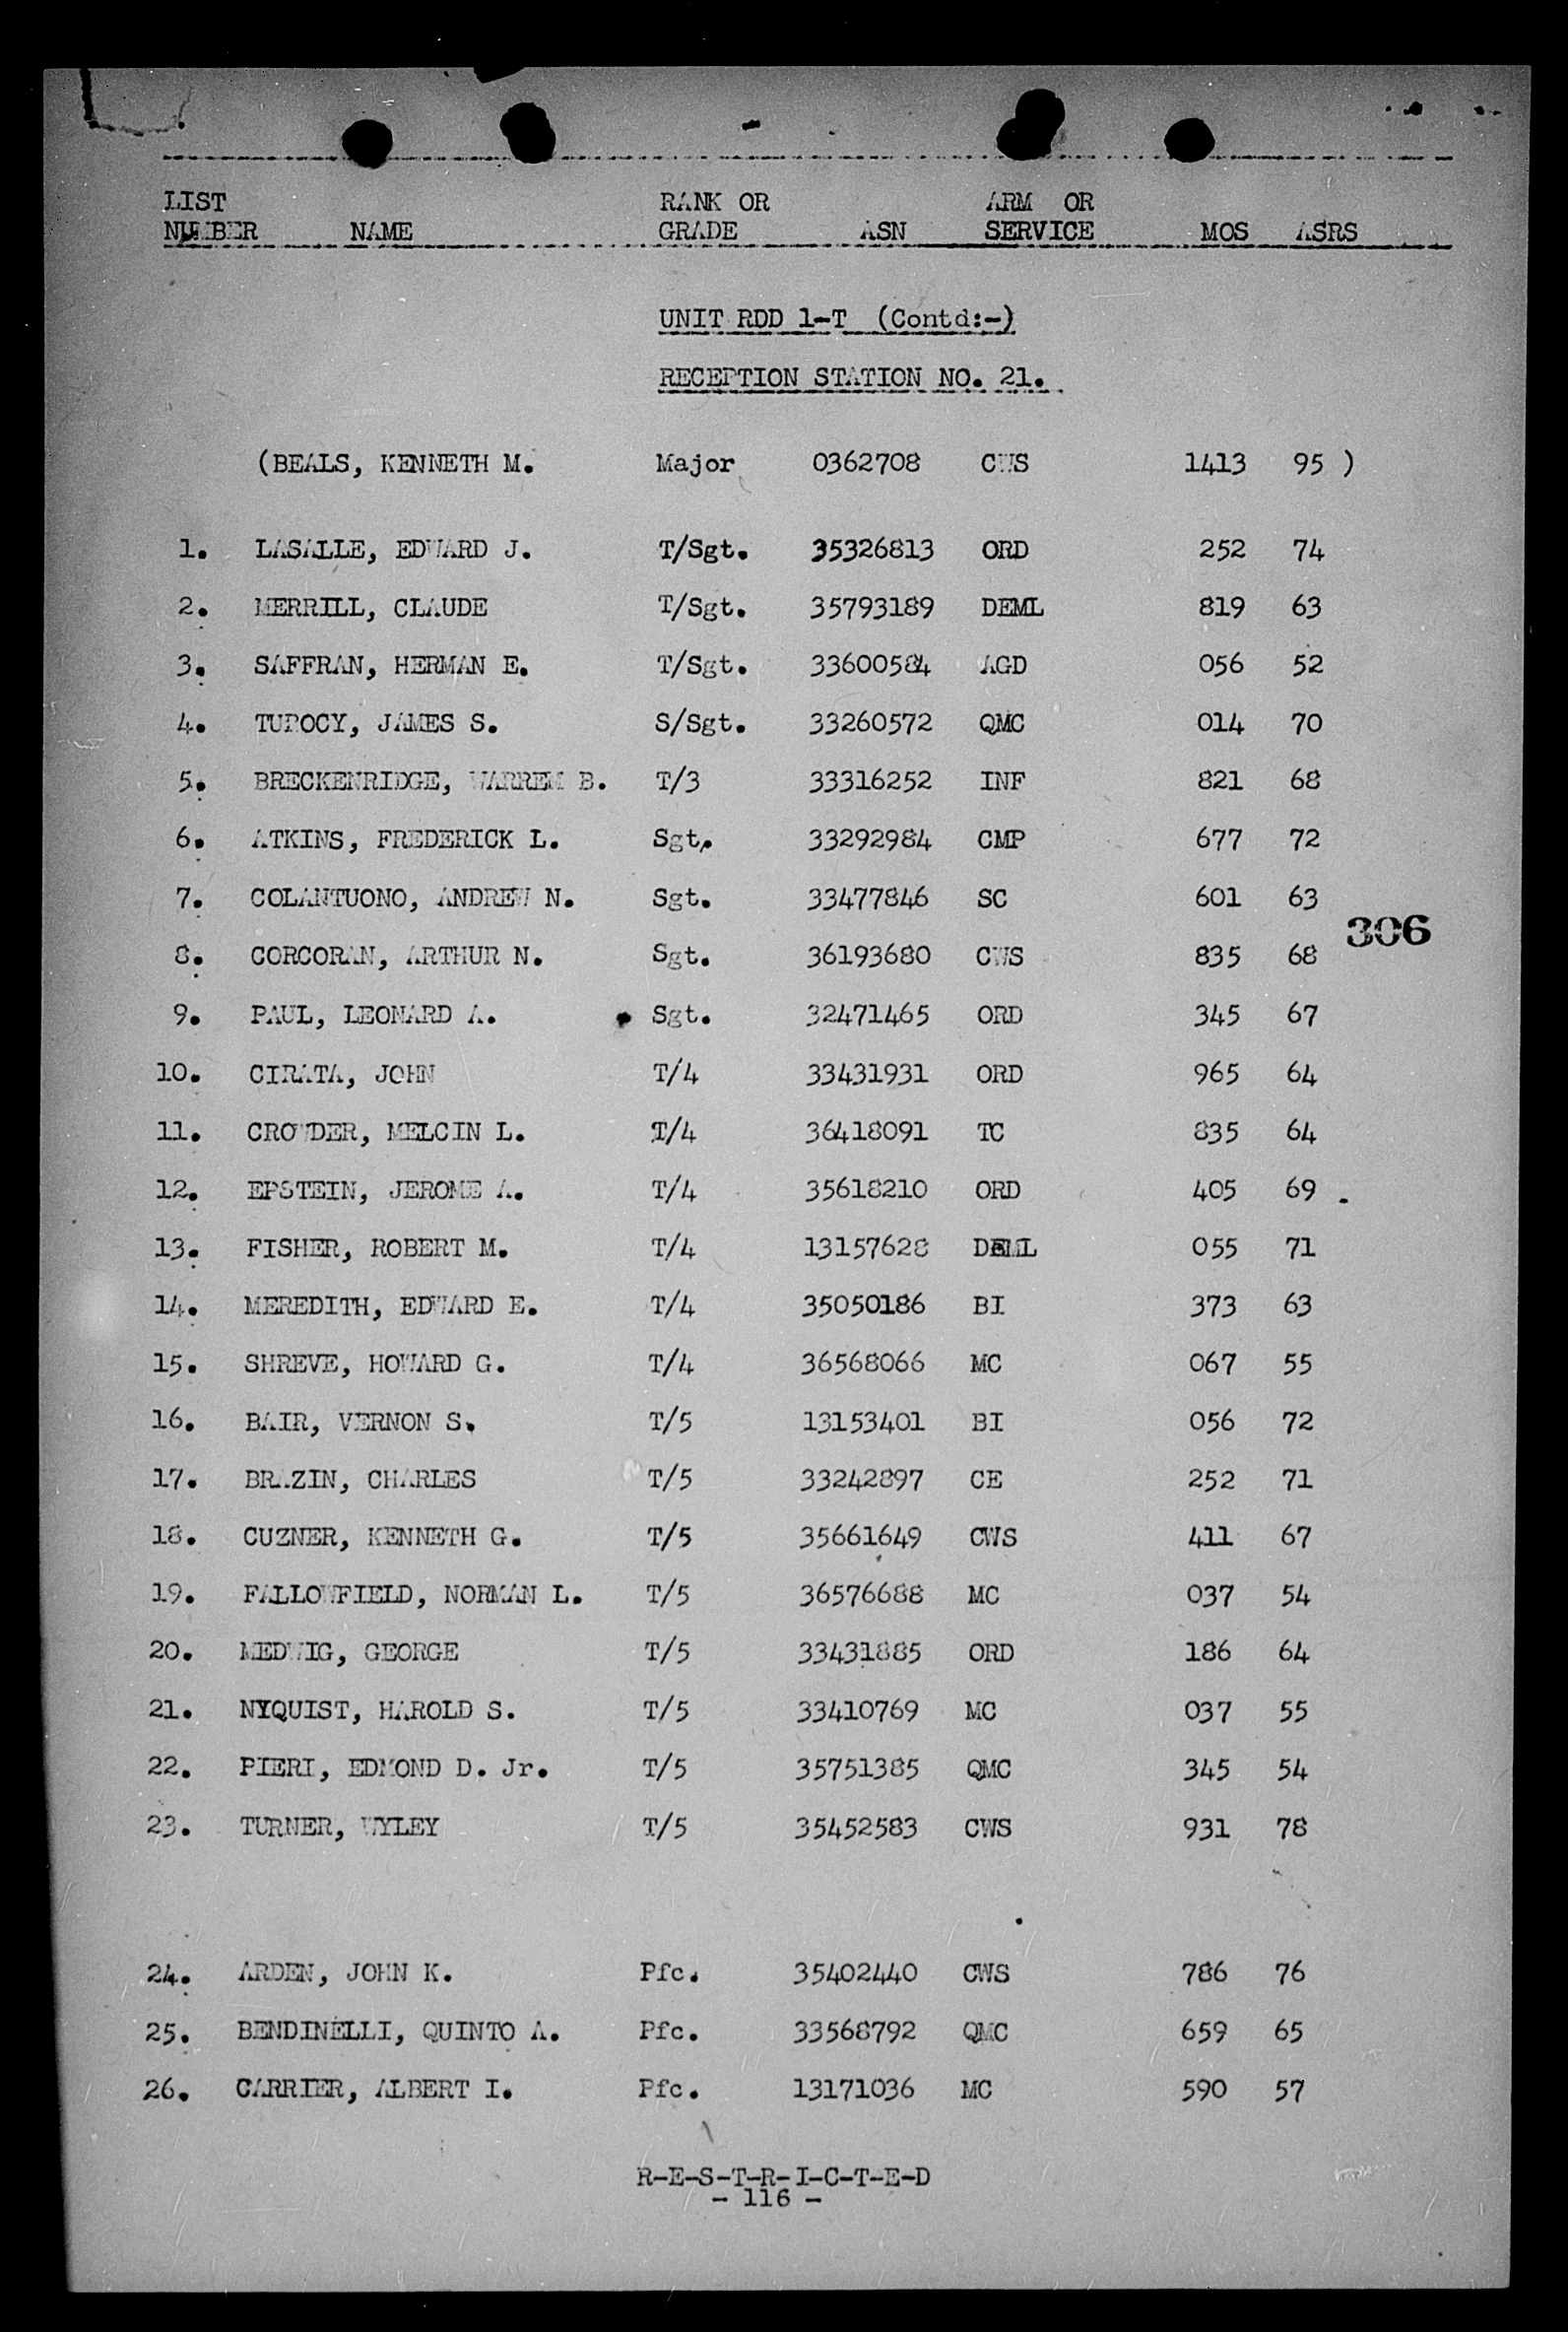 LIST RANK OR ARM OR
NUMBER NAME GRADE ASN SERVICE MOS ASRS
UNIT RDD 1-T (Contd:-)
RECEPTION STATION NO. 21.
(BEALS, KENNETH M. Major 0362708 CWS 1413 95 )
1. LASALLE, EDWARD J. T/Sgt. 35326813 ORD 252 74
2. MERRILL, CLAUDE T/Sgt. 35793189 DEML 819 63
3. SAFFRAN, HERMAN E. T/Sgt. 33600584 AGD 056 52
4. TUPOCY, JAMES S. S/Sgt. 33260572 QMC 014 70
5. BRECKENRIDGE, WARREM B. T/3 33316252 INF 821 68
6. ATKINS, FREDERICK L. Sgt. 33292984 CMP 677 72
7. COLANTUONO, ANDREW N. Sgt. 33477846 SC 601 63
306
8. CORCORAN, ARTHUR N. Sgt. 36193680 CWS 835 68
9. PAUL, LEONARD A. Sgt. 32471465 ORD 345 67
10. CIRATA, JOHN T/4 33431931 ORD 965 64
11. CROWDER, MELCIN L. T/4 36418091 TC 835 64
12. EPSTEIN, JEROME A. T/4 35618210 ORD 405 69
13. FISHER, ROBERT M. T/4 13157628 DEML 055 71
14. MEREDITH, EDWARD E. T/4 35050186 BI 373 63
15. SHREVE, HOWARD G. T/4 36568066 MC 067 55
16. BAIR, VERNON S. T/5 13153401 BI 056 72
17. BRAZIN, CHARLES T/5 33242897 CE 252 71
18. CUZNER, KENNETH G. T/5 35661649 CWS 411 67
19. FALLOWFIELD, NORMAN L. T/5 36576688 MC 037 54
20. MEDWIG, GEORGE T/5 33431885 ORD 186 64
21. NYQUIST, HAROLD S. T/5 33410769 MC 037 55
22. PIERI, EDMOND D. Jr. T/5 35751385 QMC 345 54
23. TURNER, WYLEY T/5 35452583 CWS 931 78
24. ARDEN, JOHN K. Pfc. 35402440 CWS 786 76
25. BENDINELLI, QUINTO A. Pfc. 33568792 QMC 659 65
26. CARRIER, ALBERT I. Pfc. 13171036 MC 590 57
R-E-S-T-R-I-C-T-E-D
- 116 -